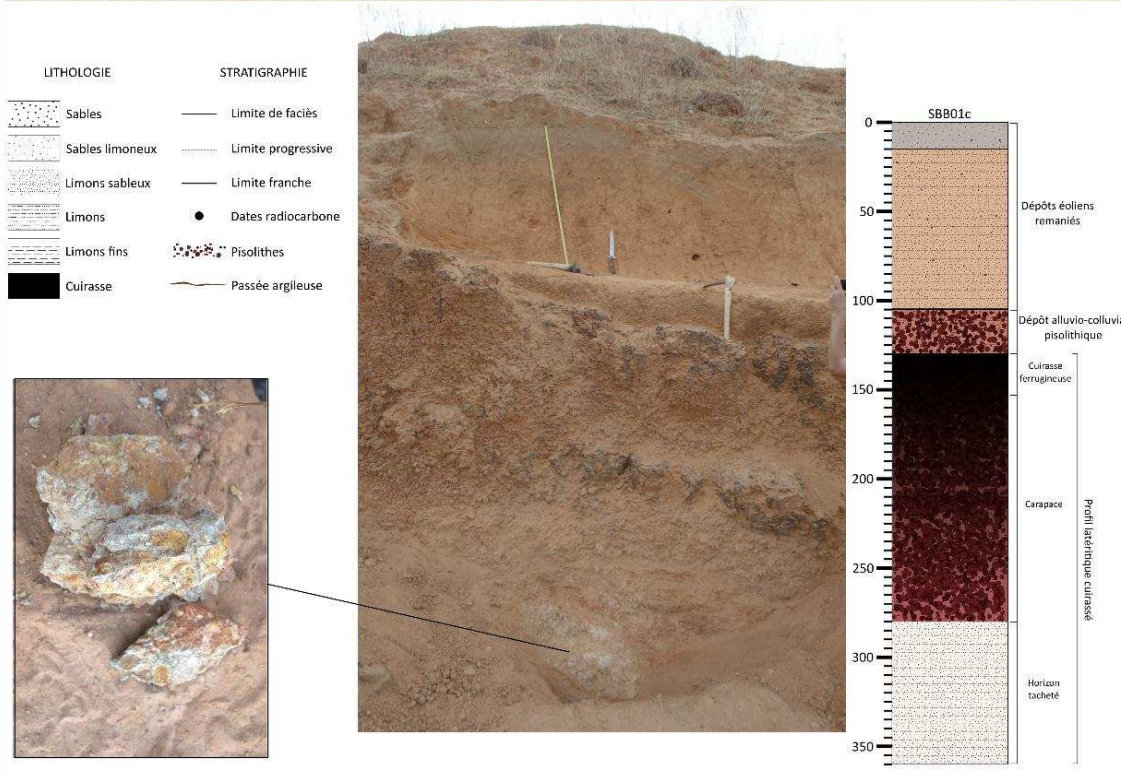 LITHOLOGIE
Sables
Sables limoneux
Limons sableux
Limons
Limons fins
Cuirasse
STRATIGRAPHIE
Limite de faciès
Limite progressive
Limite franche
Dates radiocarbone
Pisolithes
Passée argileuse
SBB01c
0
50
100
150
200
250
300
350
Dépôts éoliens
remaniés
Dépôt alluvio-colluvia
pisolithique
Cuirasse
ferrugineuse
Carapace
Horizon
tacheté
Profil latéritique cuirassé